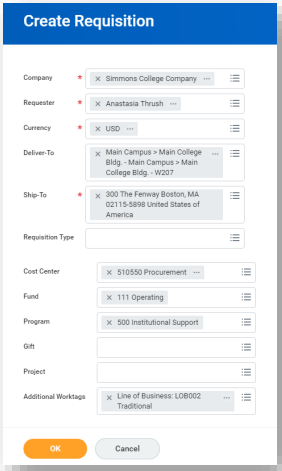 Create Requisition
Company * × Simmons College Company ···
Requester * × Anastasia Thrush ···
Currency * × USD ···
Deliver-To × Main Campus > Main College ···
Bldg. - Main Campus > Main
College Bldg. - W207
Ship-To * × 300 The Fenway Boston, MA ···
02115-5898 United States of
America
Requisition Type
Cost Center × 510550 Procurement ···
Fund × 111 Operating
Program × 500 Institutional Support
Gift
Project
Additional Worktags × Line of Business: LOB002 ···
Traditional
OK Cancel